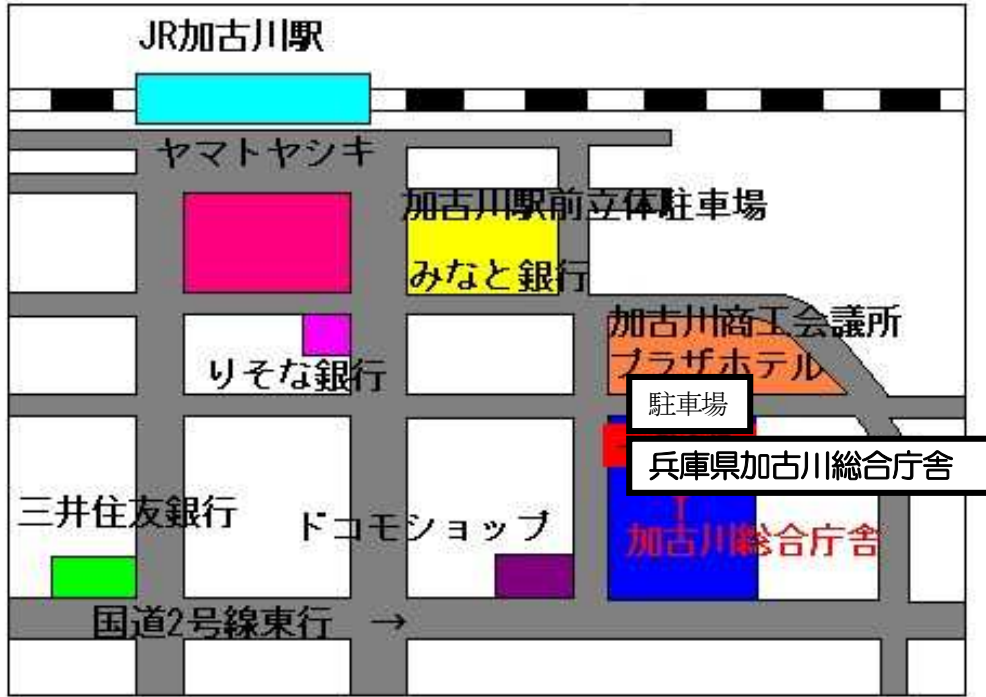 JR加古川駅
ヤマトヤシキ
加古川駅前立体駐車場
みなと銀行
加古川商工会議所
プラザホテル
りそな銀行
駐車場
兵庫県加古川総合庁舎
三井住友銀行
ドコモショップ
加古川総合庁舎
国道2号線東行 →